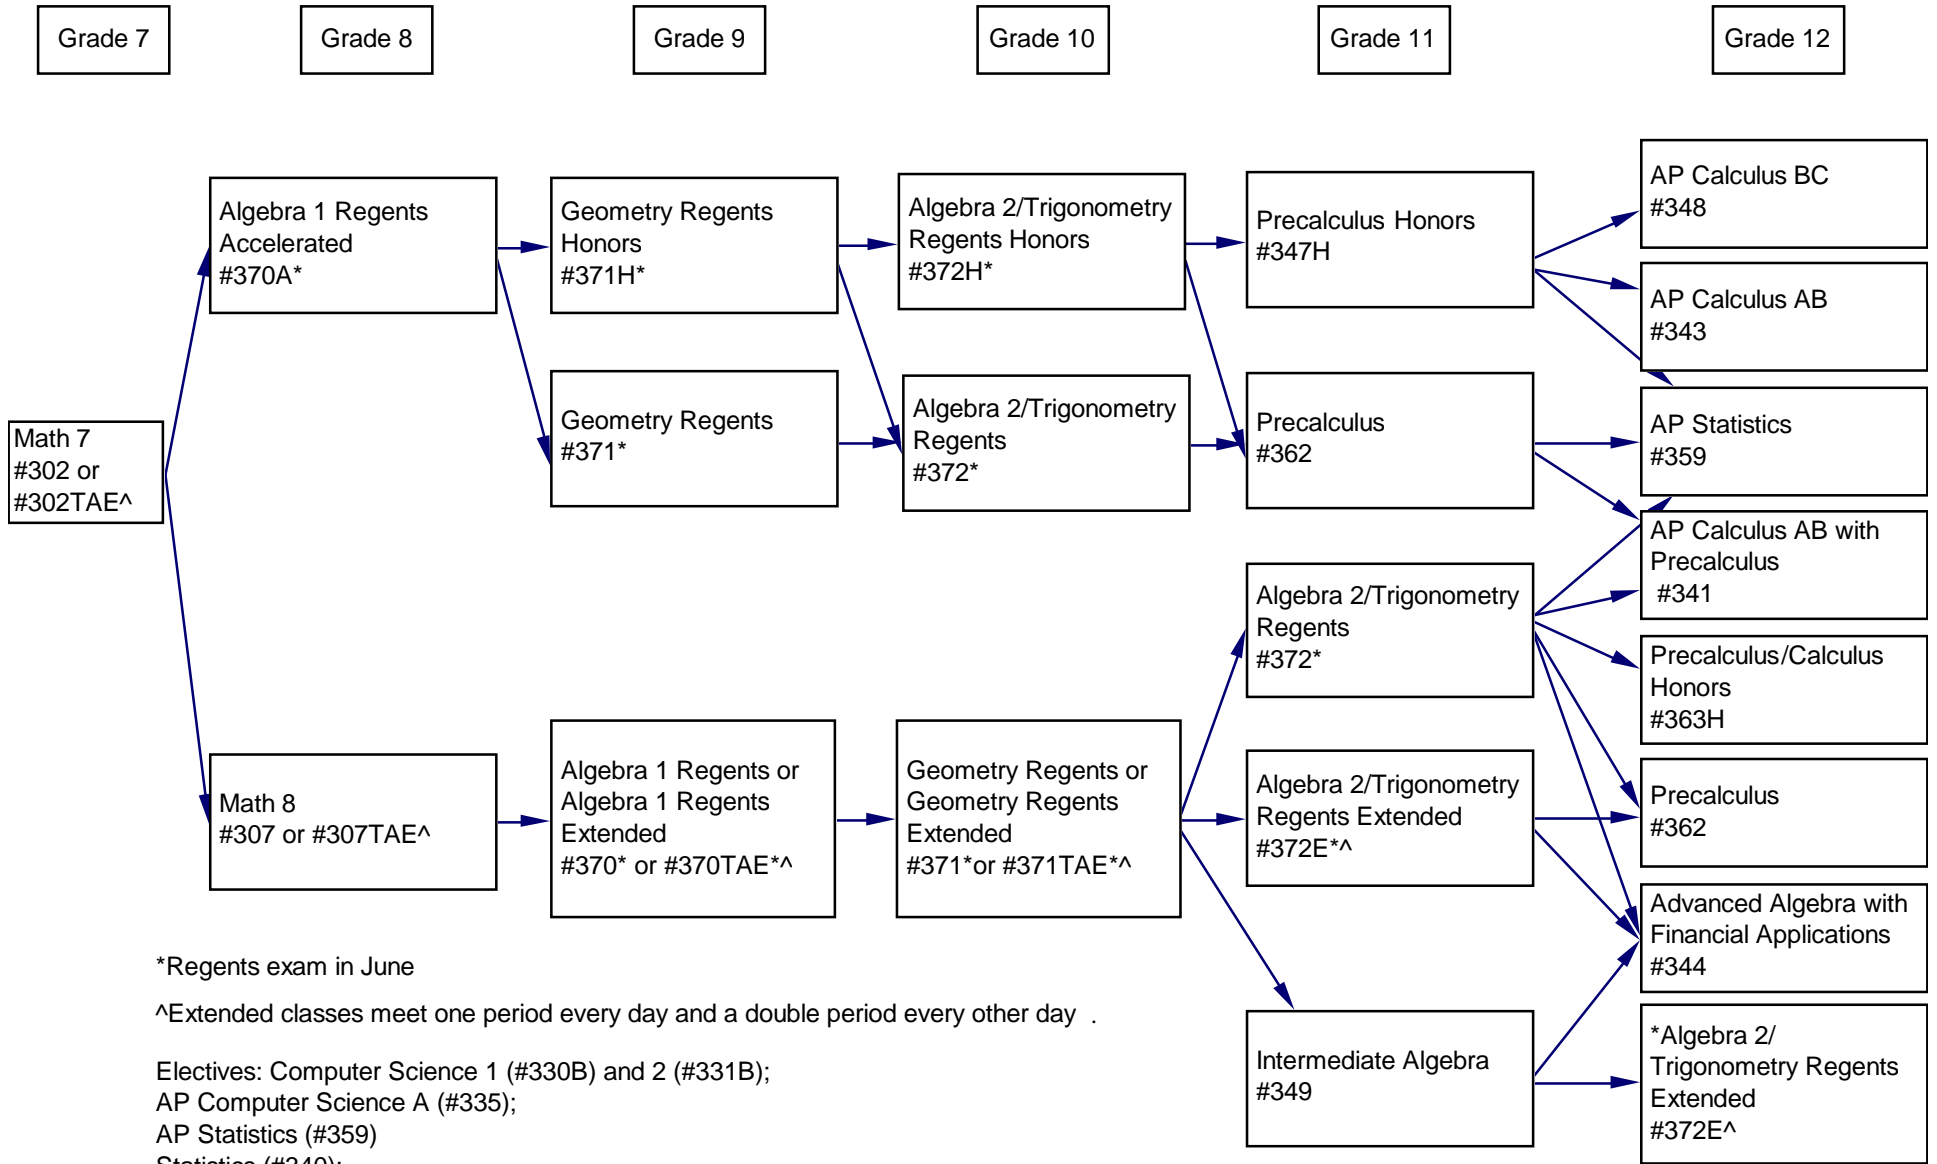 Grade 7
Grade 8
Grade 9
Grade 10
Grade 11
Grade 12
Math 7
#302 or
#302TAE^
Algebra 1 Regents
Accelerated
#370A*
Math 8
#307 or #307TAE^
Geometry Regents
Honors
#371H*
Geometry Regents
#371*
Algebra 1 Regents or
Algebra 1 Regents
Extended
#370* or #370TAE*^
Algebra 2/Trigonometry
Regents Honors
#372H*
Algebra 2/Trigonometry
Regents
#372*
Geometry Regents or
Geometry Regents
Extended
#371*or #371TAE*^
Precalculus Honors
#347H
Precalculus
#362
Algebra 2/Trigonometry
Regents
#372*
Algebra 2/Trigonometry
Regents Extended
#372E*^
Intermediate Algebra
#349
AP Calculus BC
#348
AP Calculus AB
#343
AP Statistics
#359
AP Calculus AB with
Precalculus
#341
Precalculus/Calculus
Honors
#363H
Precalculus
#362
Advanced Algebra with
Financial Applications
#344
*Algebra 2/
Trigonometry Regents
Extended
#372E^
*Regents exam in June
^Extended classes meet one period every day and a double period every other day .
Electives: Computer Science 1 (#330B) and 2 (#331B);
AP Computer Science A (#335);
AP Statistics (#359)
Statistics (#340);